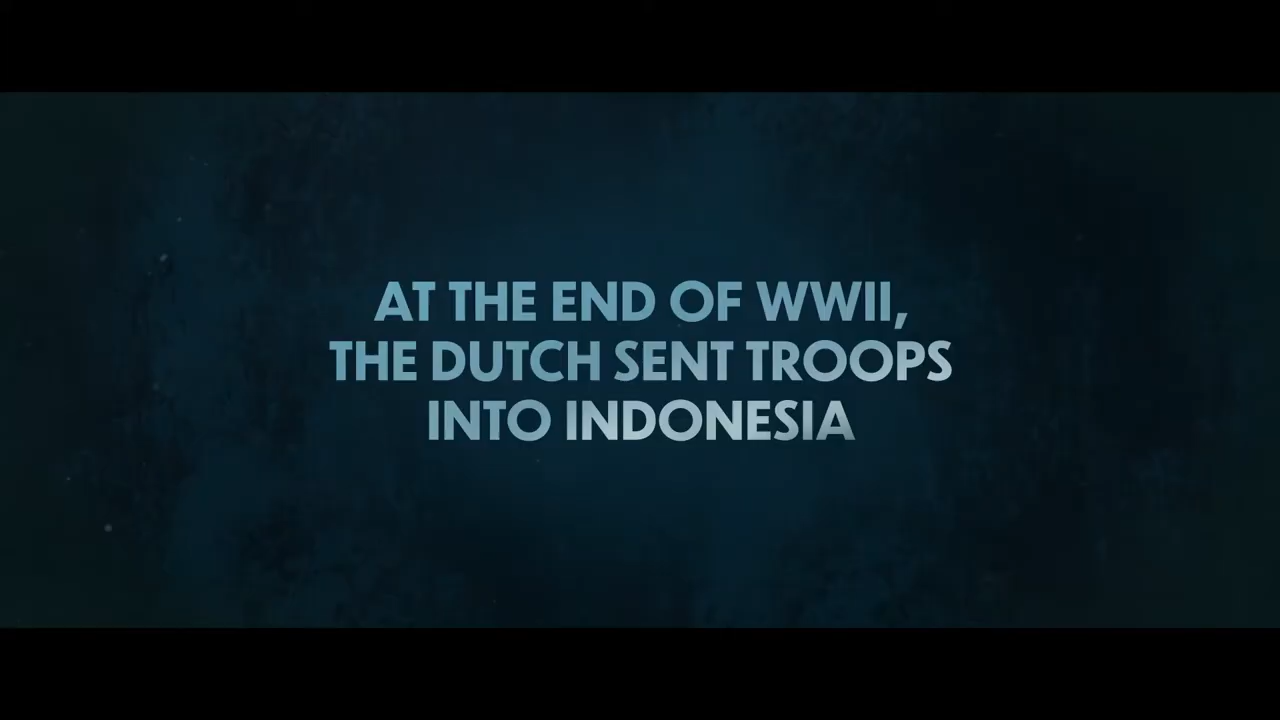 AT THE END OF WWII,
THE DUTCH SENT TROOPS
INTO INDONESIA